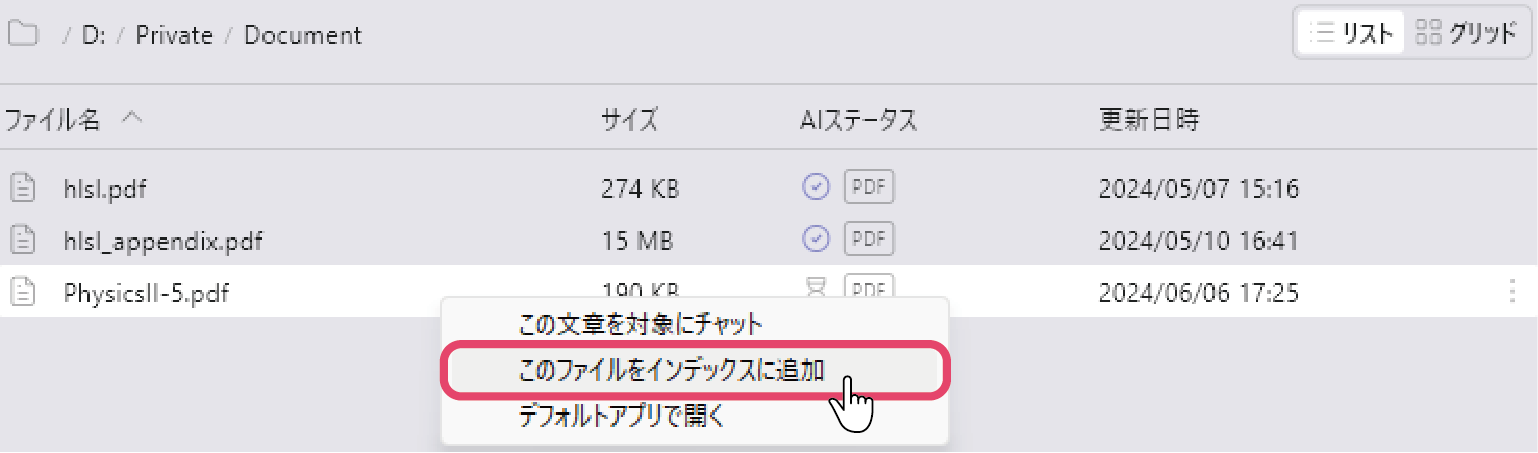 / D: / Private / Document
リスト グリッド
ファイル名 サイズ AIステータス 更新日時
hlsl.pdf 274 KB PDF 2024/05/07 15:16
hlsl_appendix.pdf 15 MB PDF 2024/05/10 16:41
PhysicsII-5.pdf 190 KB PDF 2024/06/06 17:25
この文章を対象にチャット
このファイルをインデックスに追加
デフォルトアプリで開く